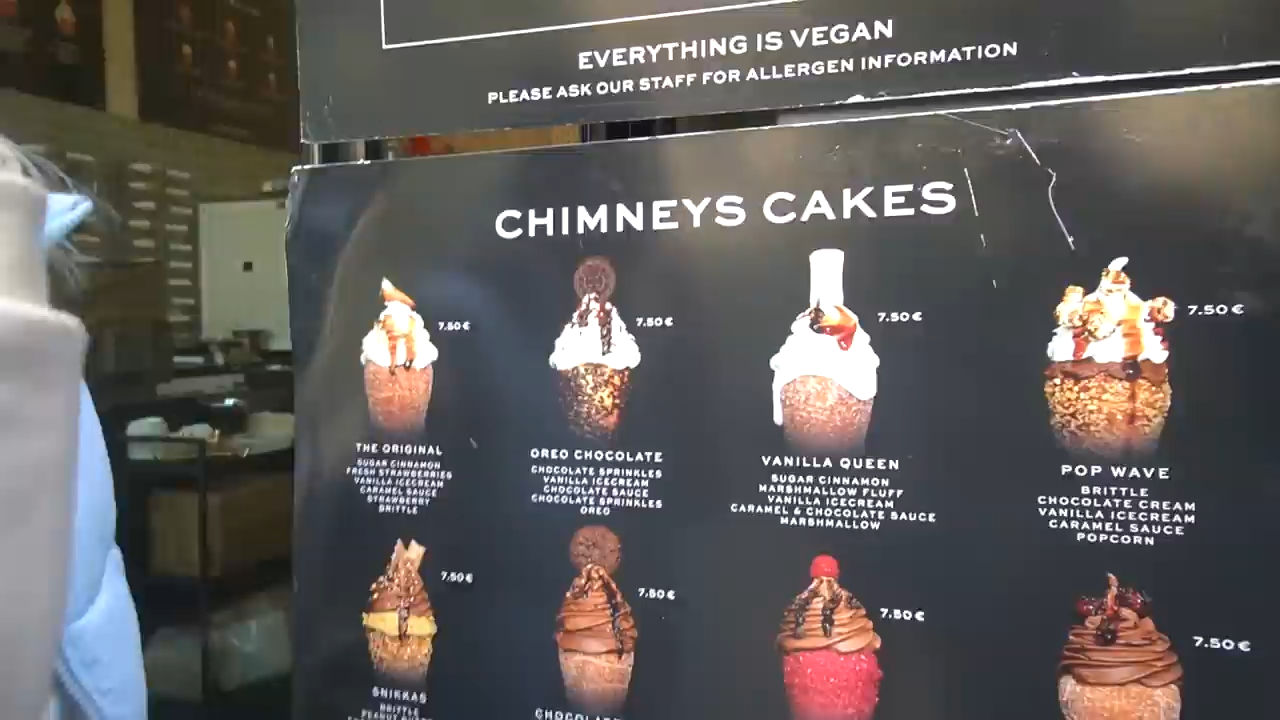 EVERYTHING IS VEGAN
PLEASE ASK OUR STAFF FOR ALLERGEN INFORMATION
CHIMNEYS CAKES
7.50 €
THE ORIGINAL
SUGAR CINNAMON
FRESH STRAWBERRIES
VANILLA ICECREAM
CARAMEL SAUCE
STRAWBERRY
BRITTLE
7.50 €
OREO CHOCOLATE
CHOCOLATE SPRINKLES
VANILLA ICECREAM
CHOCOLATE SAUCE
CHOCOLATE SPRINKLES
OREO
7.50 €
VANILLA QUEEN
SUGAR CINNAMON
MARSHMALLOW FLUFF
VANILLA ICECREAM
CARAMEL & CHOCOLATE SAUCE
MARSHMALLOW
7.50 €
POP WAVE
BRITTLE
CHOCOLATE CREAM
VANILLA ICECREAM
CARAMEL SAUCE
POPCORN
7.50 €
SNIKKAS
BRITTLE
7.50 €
7.50 €
7.50 €